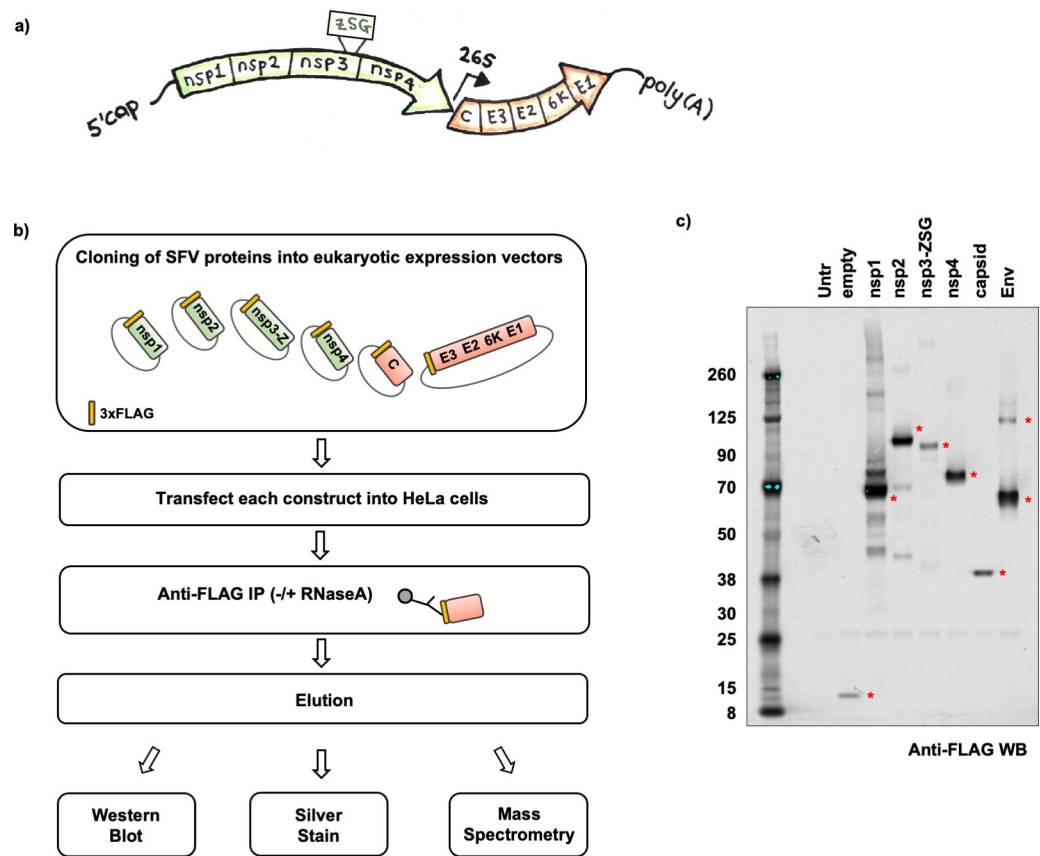 a)
ZSG
nsp1 nsp2 nsp3 nsp4
26S
C E3 E2 6K E1
5'cap
poly(A)
b)
Cloning of SFV proteins into eukaryotic expression vectors
nsp1 nsp2 nsp3-Z nsp4 C E3 E2 6K E1
3xFLAG
Transfect each construct into HeLa cells
Anti-FLAG IP (-/+ RNaseA)
Elution
Western
Blot
Silver
Stain
Mass
Spectrometry
c)
Untr empty nsp1 nsp2 nsp3-ZSG nsp4 capsid Env
260
125
90
70
50
38
30
25
15
8
* * * * * * * * 
Anti-FLAG WB